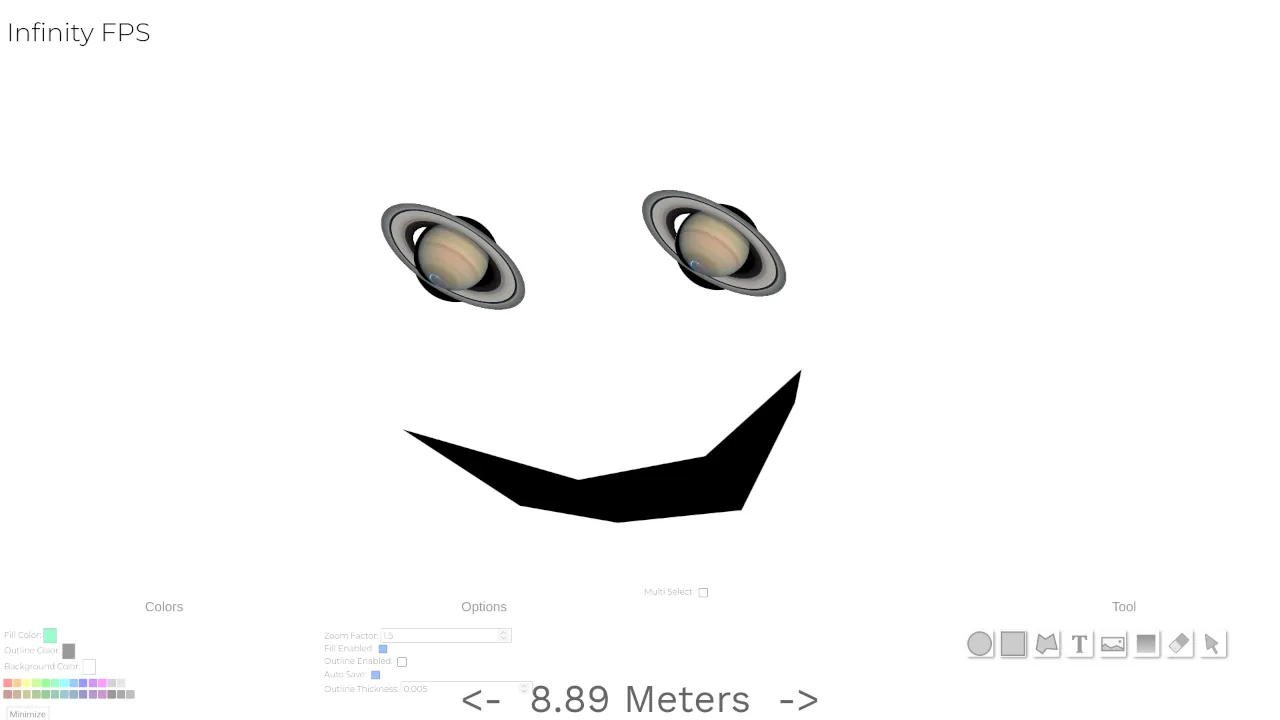 Infinity FPS
Multi Select:
Colors
Options
Tool
Fill Color:
Outline Color:
Background Color:
Minimize
Zoom Factor: 1.5
Fill Enabled:
Outline Enabled:
Auto Save:
Outline Thickness: 0.005
T
<- 8.89 Meters ->